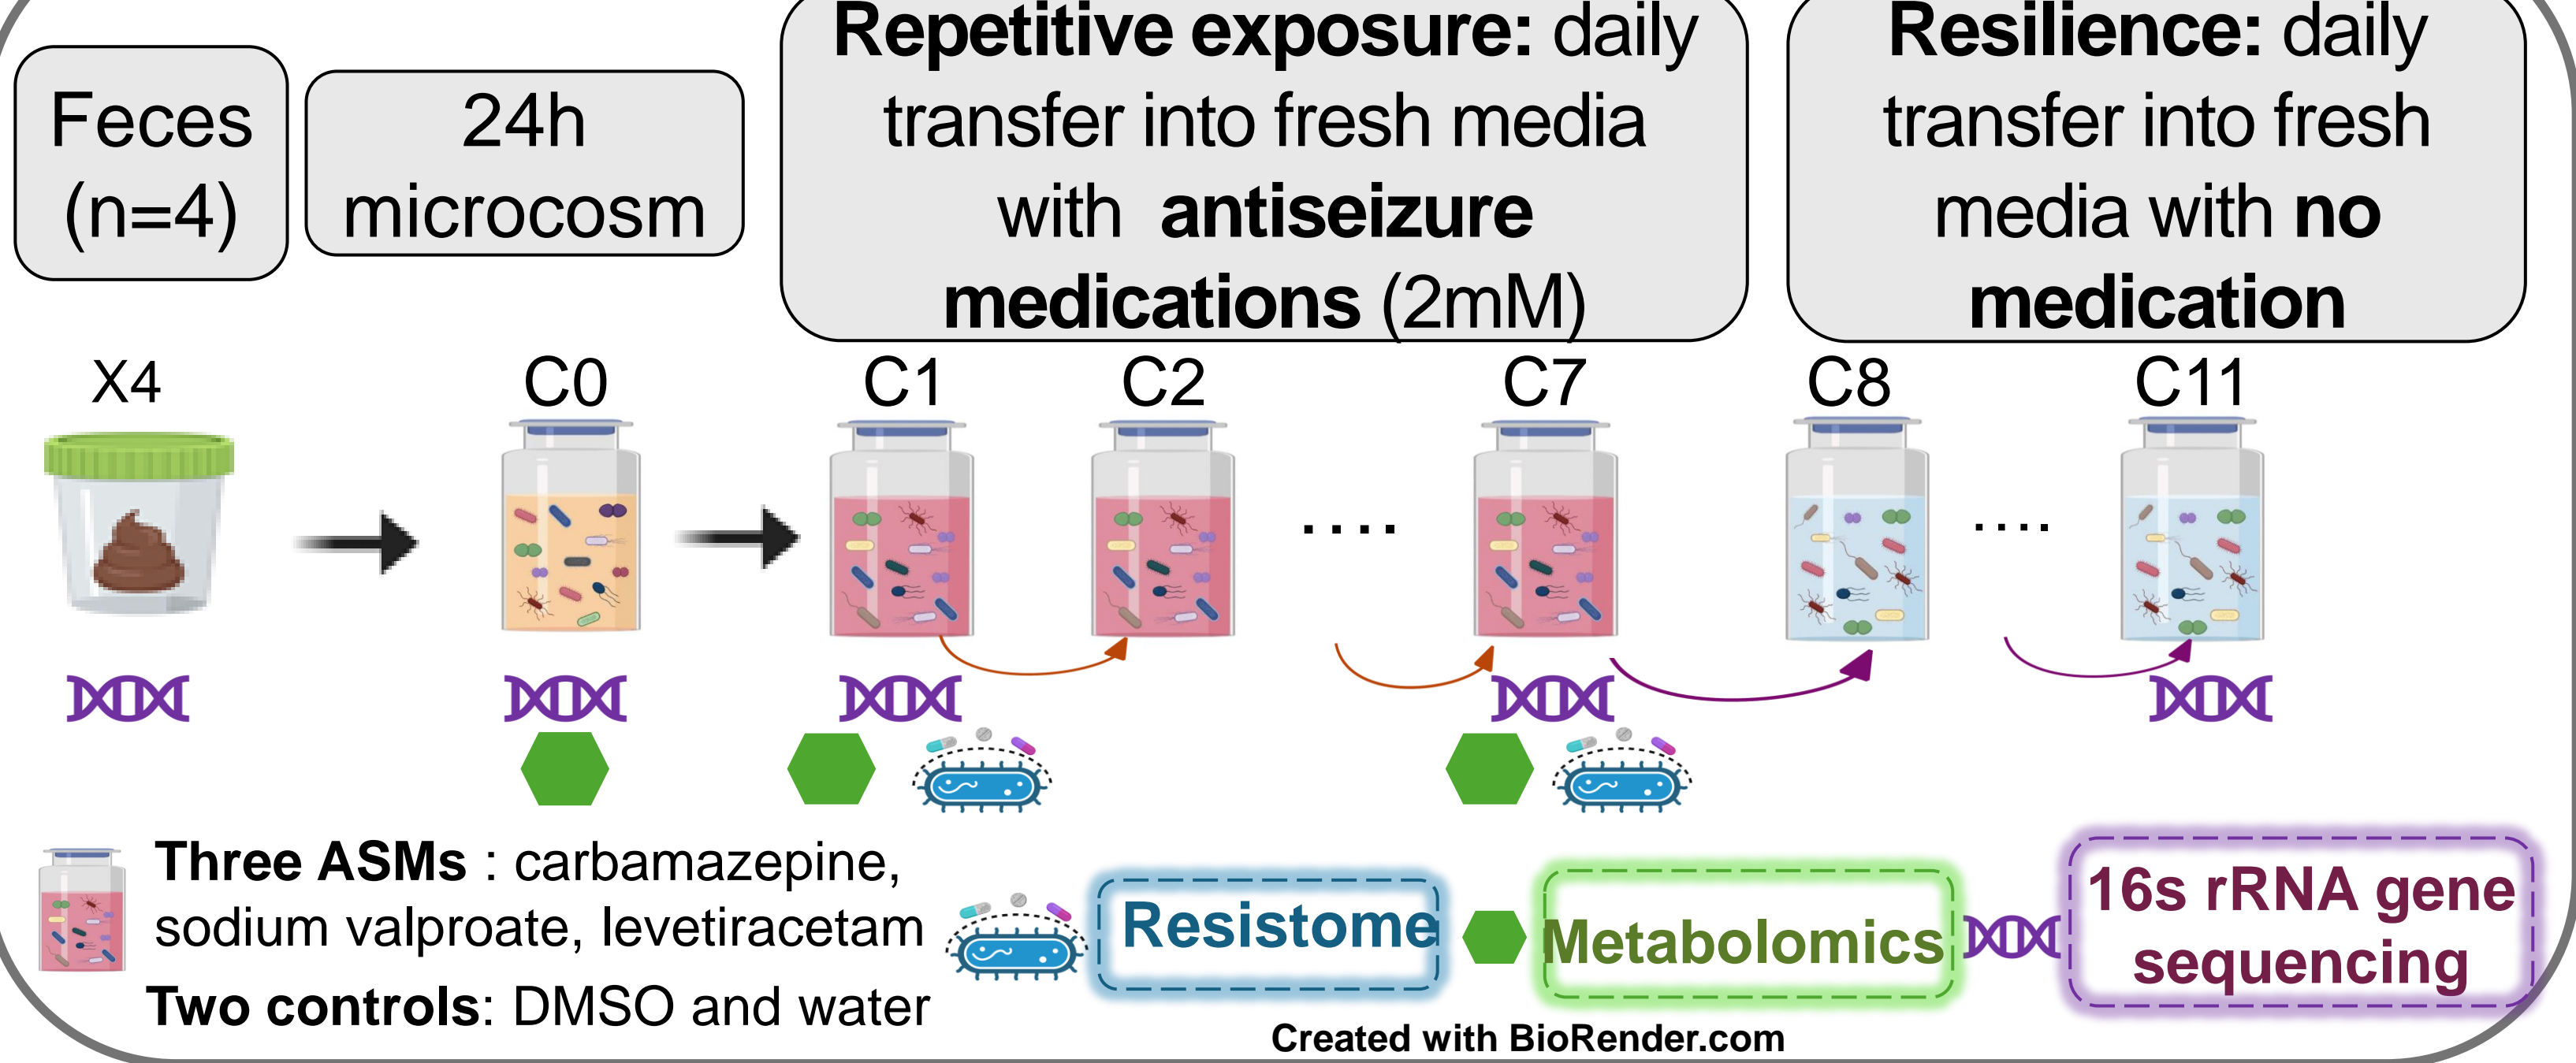 Feces
(n=4)
24h
microcosm
Repetitive exposure: daily
transfer into fresh media
with antiseizure
medications (2mM)
Resilience: daily
transfer into fresh
media with no
medication
X4
C0
C1
C2
....
C7
C8
....
C11
Three ASMs : carbamazepine,
sodium valproate, levetiracetam
Two controls: DMSO and water
Resistome
Metabolomics
16s rRNA gene
sequencing
Created with BioRender.com